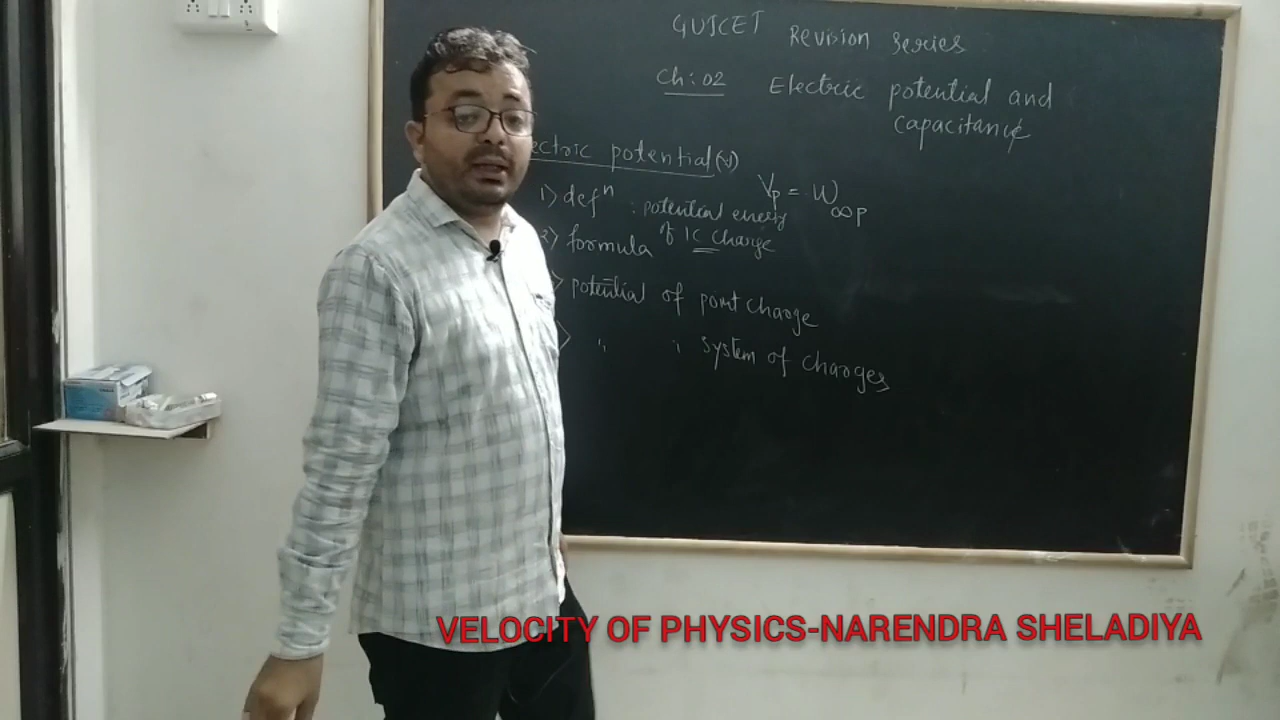 GUJCET Revision Series
Ch: 02 Electric potential and
capacitance
ectric potential (V)
1) defⁿ : potential energy
of 1C charge
Vp = W∞p
2) formula
> potential of point charge
> " " system of charges
VELOCITY OF PHYSICS-NARENDRA SHELADIYA